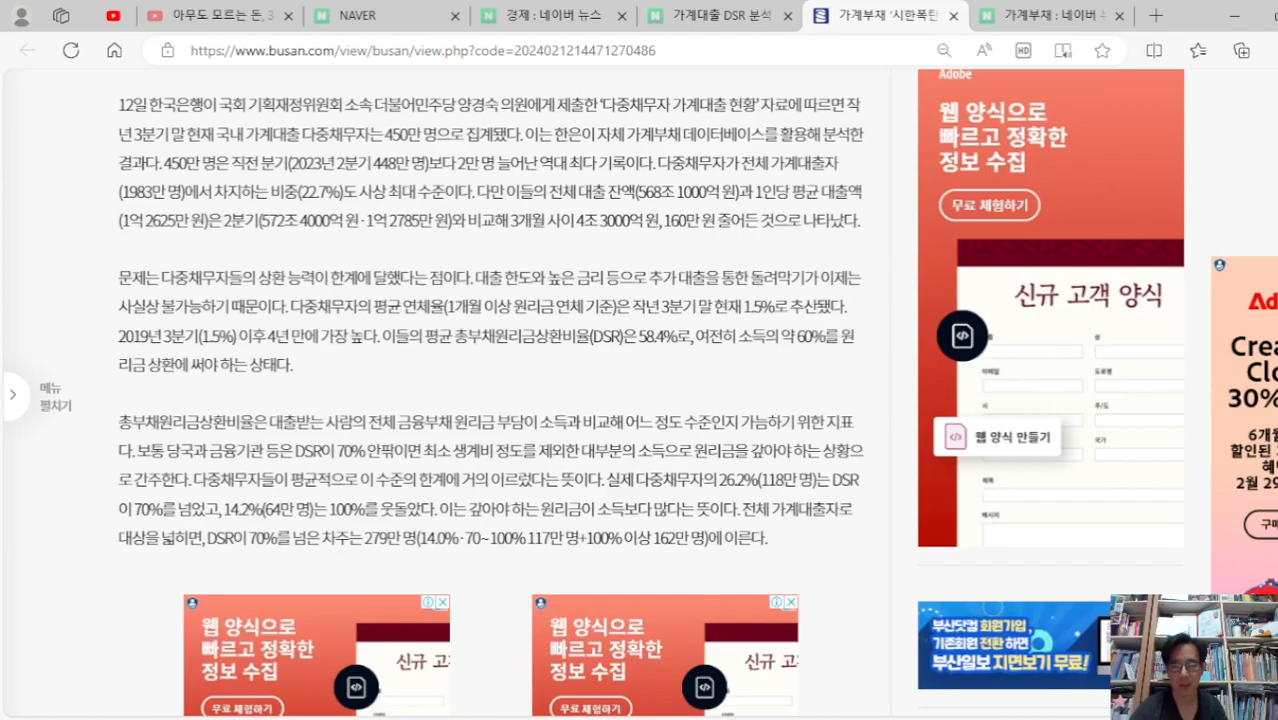 아무도 모르는 돈, 3
NAVER
경제 : 네이버 뉴스
가계대출 DSR 분석
가계부채 '시한폭탄
가계부채 : 네이버
https://www.busan.com/view/busan/view.php?code=2024021214471270486
12일 한국은행이 국회 기획재정위원회 소속 더불어민주당 양경숙 의원에게 제출한 '다중채무자 가계대출 현황' 자료에 따르면 작
년 3분기 말 현재 국내 가계대출 다중채무자는 450만 명으로 집계됐다. 이는 한은이 자체 가계부채 데이터베이스를 활용해 분석한
결과다. 450만 명은 직전 분기(2023년 2분기 448만 명)보다 2만 명 늘어난 역대 최다 기록이다. 다중채무자가 전체 가계대출자
(1983만 명)에서 차지하는 비중(22.7%)도 사상 최대 수준이다. 다만 이들의 전체 대출 잔액(568조 1000억 원)과 1인당 평균 대출액
(1억 2625만 원)은 2분기(572조 4000억 원·1억 2785만 원)와 비교해 3개월 사이 4조 3000억 원, 160만 원 줄어든 것으로 나타났다.
문제는 다중채무자들의 상환 능력이 한계에 달했다는 점이다. 대출 한도와 높은 금리 등으로 추가 대출을 통한 돌려막기가 이제는
사실상 불가능하기 때문이다. 다중채무자의 평균 연체율(1개월 이상 원리금 연체 기준)은 작년 3분기 말 현재 1.5%로 추산됐다.
2019년 3분기(1.5%) 이후 4년 만에 가장 높다. 이들의 평균 총부채원리금상환비율(DSR)은 58.4%로, 여전히 소득의 약 60%를 원
리금 상환에 써야 하는 상태다.
메뉴
펼치기
총부채원리금상환비율은 대출받는 사람의 전체 금융부채 원리금 부담이 소득과 비교해 어느 정도 수준인지 가늠하기 위한 지표
다. 보통 당국과 금융기관 등은 DSR이 70% 안팎이면 최소 생계비 정도를 제외한 대부분의 소득으로 원리금을 갚아야 하는 상황으
로 간주한다. 다중채무자들이 평균적으로 이 수준의 한계에 거의 이르렀다는 뜻이다. 실제 다중채무자의 26.2%(118만 명)는 DSR
이 70%를 넘었고, 14.2%(64만 명)는 100%를 웃돌았다. 이는 갚아야 하는 원리금이 소득보다 많다는 뜻이다. 전체 가계대출자로
대상을 넓히면, DSR이 70%를 넘은 차주는 279만 명(14.0%·70~100% 117만 명+100% 이상 162만 명)에 이른다.
Adobe
웹 양식으로
빠르고 정확한
정보 수집
무료 체험하기
신규 고객 양식
성
이메일
도로명
시
주/도
국가
제목
메시지
웹 양식 만들기
Ad
Crea
Clo
30%
6개월
할인된
혜
2월 29
구매
웹 양식으로
빠르고 정확한
정보 수집
무료 체험하기
신규 고
웹 양식으로
빠르고 정확한
정보 수집
무료 체험하기
신규 고
부산닷컴 회원가입,
기존회원 전환 하면
부산일보 지면보기 무료!